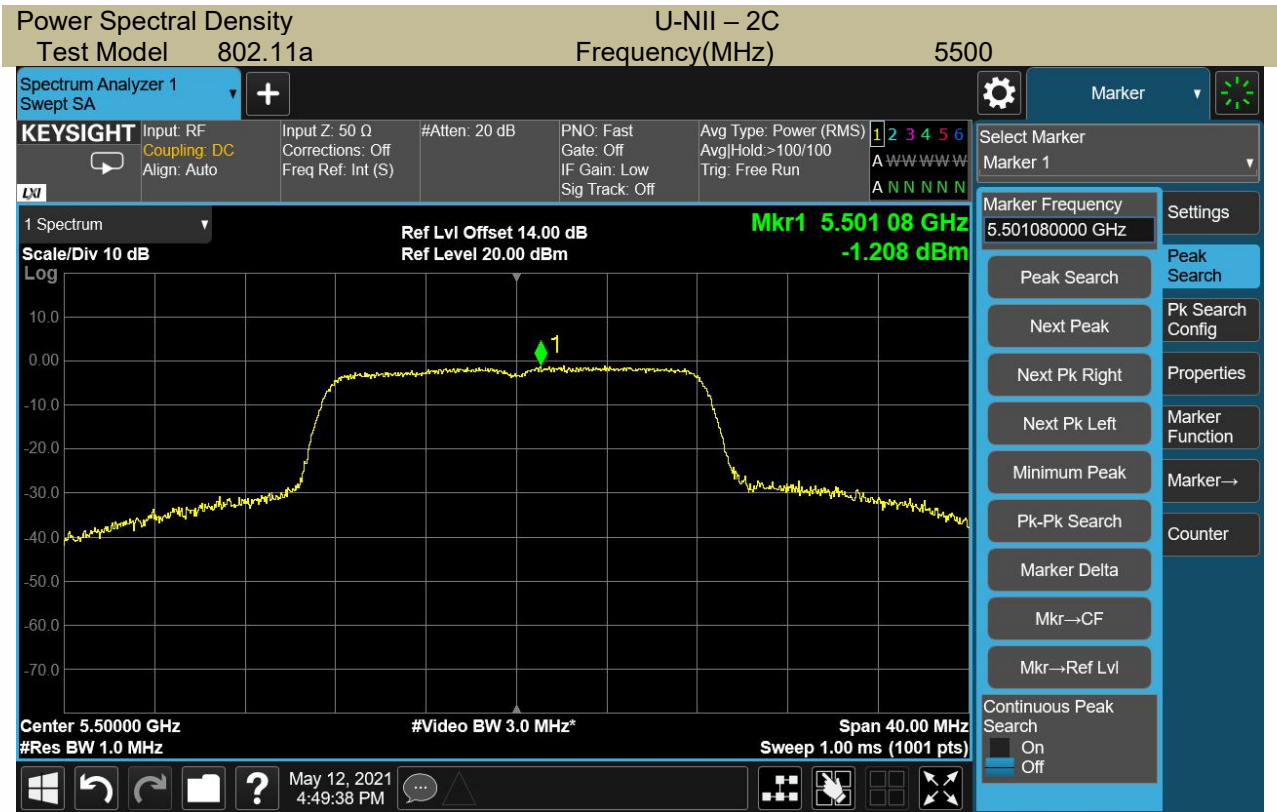 Power Spectral Density U-NII – 2C
Test Model 802.11a Frequency(MHz) 5500
Spectrum Analyzer 1
Swept SA
+
Marker
KEYSIGHT
LXI
Input: RF
Coupling: DC
Align: Auto
Input Z: 50 Ω
Corrections: Off
Freq Ref: Int (S)
#Atten: 20 dB
PNO: Fast
Gate: Off
IF Gain: Low
Sig Track: Off
Avg Type: Power (RMS)
Avg|Hold:>100/100
Trig: Free Run
1 2 3 4 5 6
A W W W W W
A N N N N N
Select Marker
Marker 1
1 Spectrum
Scale/Div 10 dB
Log
Ref Lvl Offset 14.00 dB
Ref Level 20.00 dBm
Mkr1 5.501 08 GHz
-1.208 dBm
10.0
0.00
-10.0
-20.0
-30.0
-40.0
-50.0
-60.0
-70.0
1
Center 5.50000 GHz
#Res BW 1.0 MHz
#Video BW 3.0 MHz*
Span 40.00 MHz
Sweep 1.00 ms (1001 pts)
Marker Frequency
5.501080000 GHz
Peak Search
Next Peak
Next Pk Right
Next Pk Left
Minimum Peak
Pk-Pk Search
Marker Delta
Mkr→CF
Mkr→Ref Lvl
Continuous Peak
Search
On
Off
Settings
Peak
Search
Pk Search
Config
Properties
Marker
Function
Marker→
Counter
?
May 12, 2021
4:49:38 PM